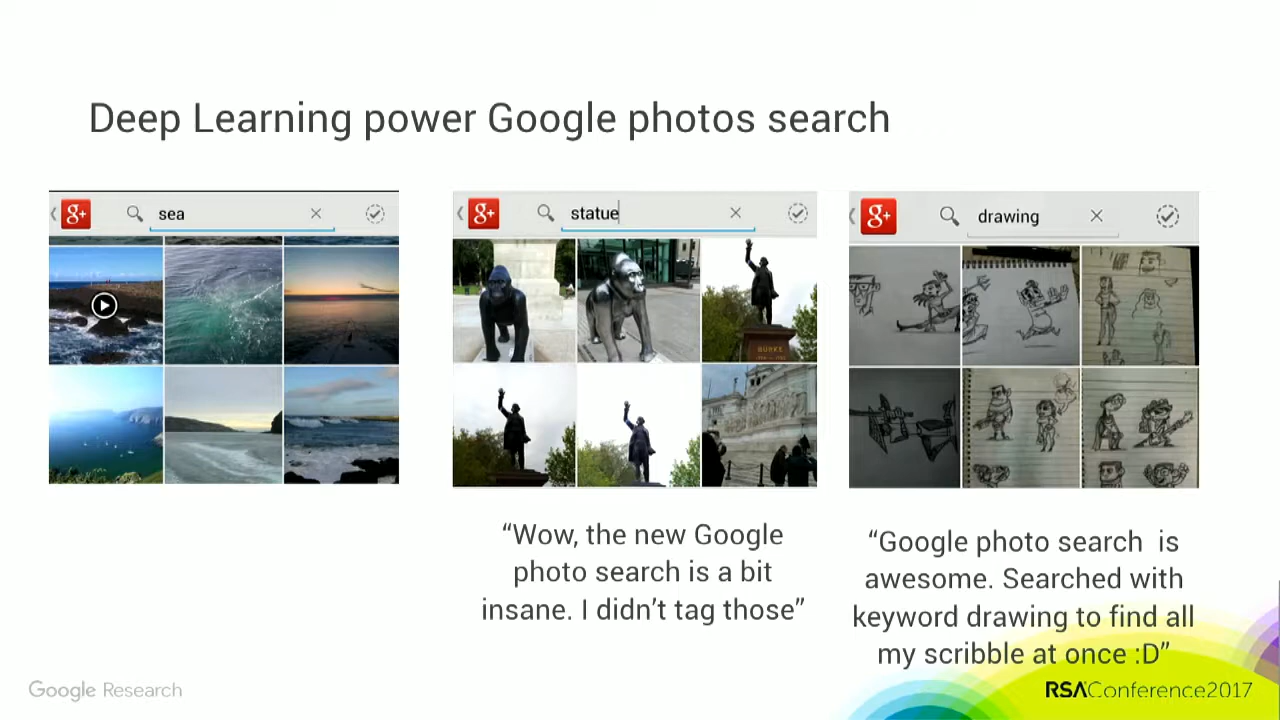 Deep Learning power Google photos search
g+ sea
g+ statue
g+ drawing
BURKE
“Wow, the new Google
photo search is a bit
insane. I didn’t tag those”
“Google photo search is
awesome. Searched with
keyword drawing to find all
my scribble at once :D”
Google Research
RSAConference2017